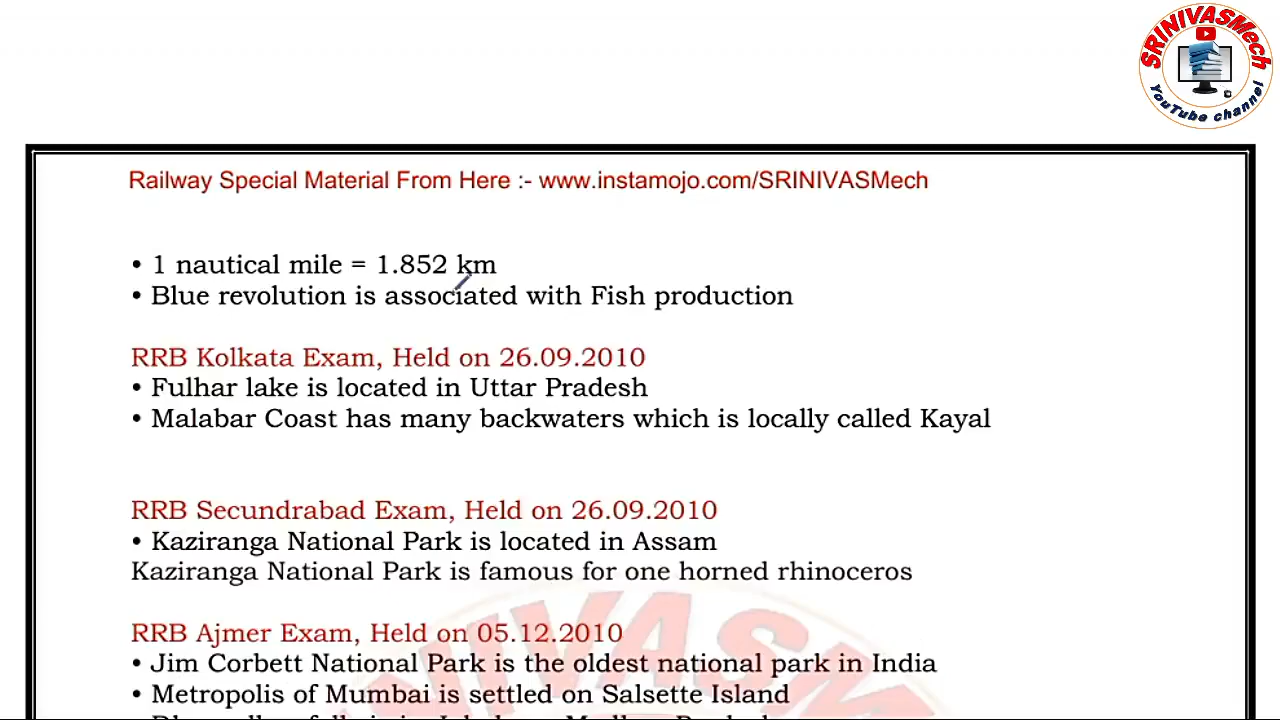 SRINIVASMech
YouTube channel
Railway Special Material From Here :- www.instamojo.com/SRINIVASMech
• 1 nautical mile = 1.852 km
• Blue revolution is associated with Fish production
RRB Kolkata Exam, Held on 26.09.2010
• Fulhar lake is located in Uttar Pradesh
• Malabar Coast has many backwaters which is locally called Kayal
RRB Secundrabad Exam, Held on 26.09.2010
• Kaziranga National Park is located in Assam
Kaziranga National Park is famous for one horned rhinoceros
RRB Ajmer Exam, Held on 05.12.2010
• Jim Corbett National Park is the oldest national park in India
• Metropolis of Mumbai is settled on Salsette Island